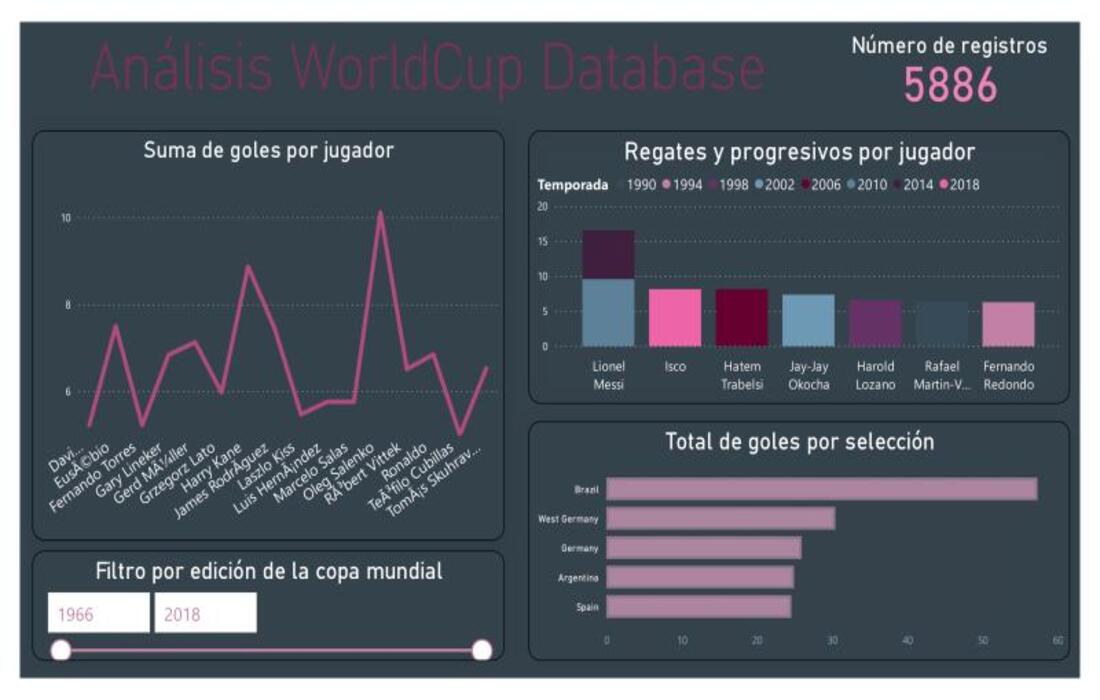 Análisis WorldCup Database
Número de registros
5886
Suma de goles por jugador
10
8
6
Davi...
EusÃ©bio
Fernando Torres
Gary Lineker
Gerd MÃ¼ller
Grzegorz Lato
Harry Kane
James RodrÃguez
Laszlo Kiss
Luis HernÃ¡ndez
Marcelo Salas
Oleg Salenko
RÃ³bert Vittek
Ronaldo
TeÃ³filo Cubillas
TomÃ¡s Skuhrav...
Filtro por edición de la copa mundial
1966 2018
Regates y progresivos por jugador
Temporada 1990 1994 1998 2002 2006 2010 2014 2018
20
15
10
5
0
Lionel Messi
Isco
Hatem Trabelsi
Jay-Jay Okocha
Harold Lozano
Rafael Martin-V...
Fernando Redondo
Total de goles por selección
Brazil
West Germany
Germany
Argentina
Spain
0 10 20 30 40 50 60